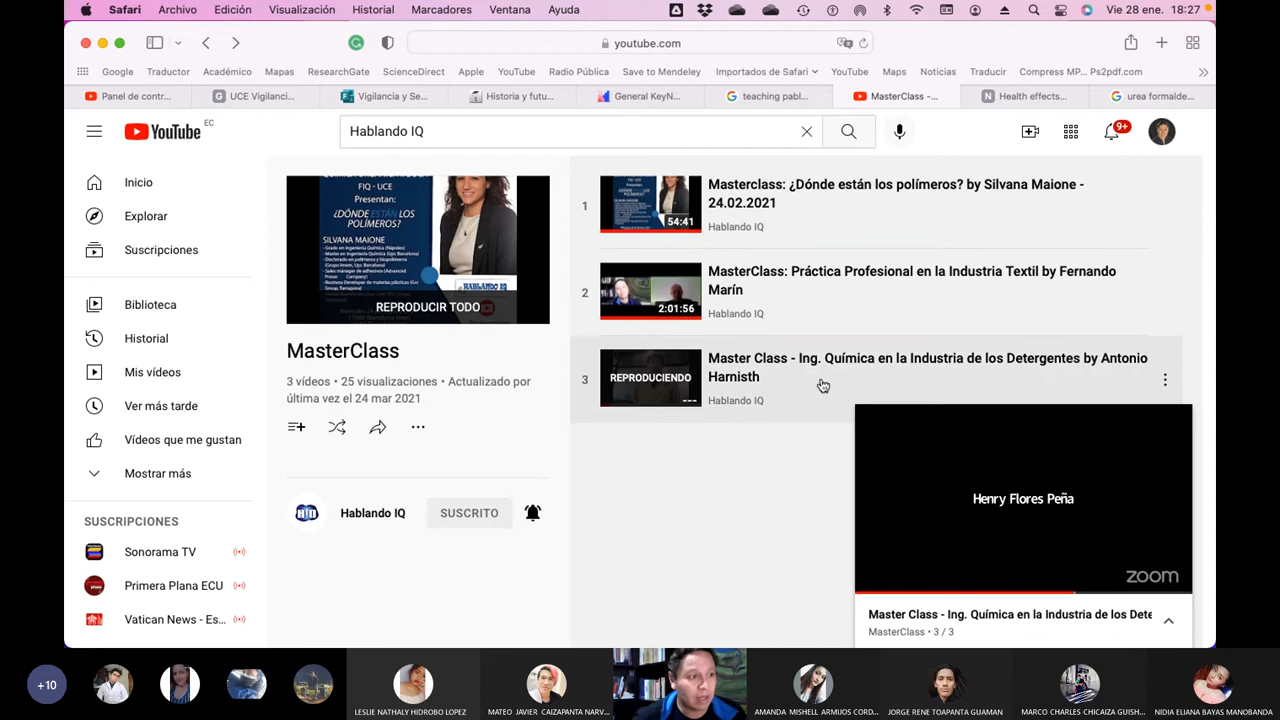 Safari Archivo Edición Visualización Historial Marcadores Ventana Ayuda Vie 28 ene. 18:27
youtube.com
Google Traductor Académico Mapas ResearchGate ScienceDirect Apple YouTube Radio Pública Save to Mendeley Importados de Safari YouTube Maps Noticias Traducir Compress MP... Ps2pdf.com
Panel de contr... UCE Vigilanci... Vigilancia y Se... Historia y futu... General KeyN... teaching pabl... MasterClass -... Health effects... urea formalde...
YouTube EC
Hablando IQ
9+
Inicio
Explorar
Suscripciones
Biblioteca
Historial
Mis vídeos
Ver más tarde
Vídeos que me gustan
Mostrar más
SUSCRIPCIONES
Sonorama TV
Primera Plana ECU
Vatican News - Es...
FIQ - UCE
Presentan:
¿DÓNDE ESTÁN LOS
POLÍMEROS?
SILVANA MAIONE
REPRODUCIR TODO
MasterClass
3 vídeos • 25 visualizaciones • Actualizado por
última vez el 24 mar 2021
Hablando IQ SUSCRITO
1
54:41
Masterclass: ¿Dónde están los polímeros? by Silvana Maione -
24.02.2021
Hablando IQ
2
2:01:56
MasterClass: Práctica Profesional en la Industria Textil by Fernando
Marín
Hablando IQ
3
REPRODUCIENDO
Master Class - Ing. Química en la Industria de los Detergentes by Antonio
Harnisth
Hablando IQ
Henry Flores Peña
zoom
Master Class - Ing. Química en la Industria de los Dete
MasterClass • 3 / 3
+10
LESLIE NATHALY HIDROBO LOPEZ MATEO JAVIER CAIZAPANTA NARV... AMANDA MISHELL ARMIJOS CORD... JORGE RENE TOAPANTA GUAMAN MARCO CHARLES CHICAIZA GUISH... NIDIA ELIANA BAYAS MANOBANDA